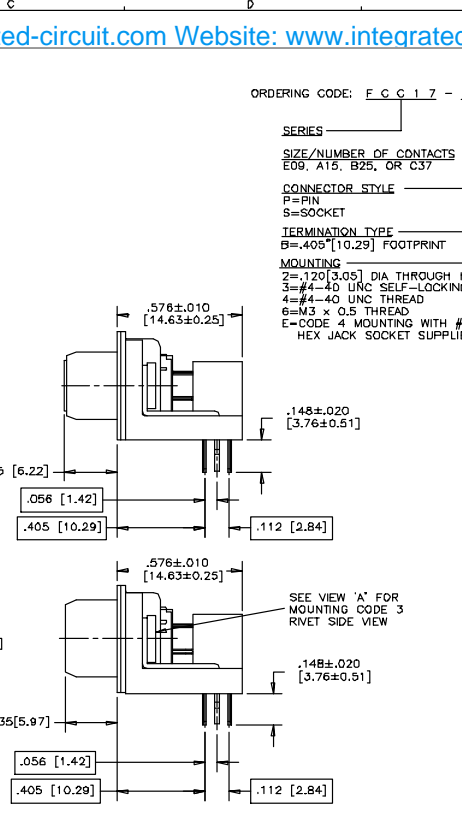 C D
ted-circuit.com Website: www.integrated
ORDERING CODE: F C C 1 7 -
SERIES
SIZE/NUMBER OF CONTACTS
E09, A15, B25, OR C37
CONNECTOR STYLE
P=PIN
S=SOCKET
TERMINATION TYPE
B=.405"[10.29] FOOTPRINT
MOUNTING
2=.120[3.05] DIA THROUGH
3=#4-40 UNC SELF-LOCKIN
4=#4-40 UNC THREAD
6=M3 x 0.5 THREAD
E=CODE 4 MOUNTING WITH #
HEX JACK SOCKET SUPPLI
.576±.010
[14.63±0.25]
.148±.020
[3.76±0.51]
[6.22]
.056 [1.42]
.405 [10.29]
.112 [2.84]
.576±.010
[14.63±0.25]
SEE VIEW "A" FOR
MOUNTING CODE 3
RIVET SIDE VIEW
.148±.020
[3.76±0.51]
35[5.97]
.056 [1.42]
.405 [10.29]
.112 [2.84]